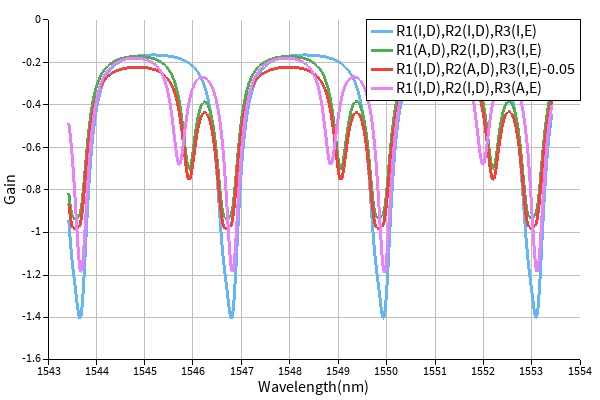 0
-0.2
-0.4
-0.6
-0.8
-1
-1.2
-1.4
-1.6
Gain
R1(I,D),R2(I,D),R3(I,E)
R1(A,D),R2(I,D),R3(I,E)
R1(I,D),R2(A,D),R3(I,E)-0.05
R1(I,D),R2(I,D),R3(A,E)
1543 1544 1545 1546 1547 1548 1549 1550 1551 1552 1553 1554
Wavelength(nm)